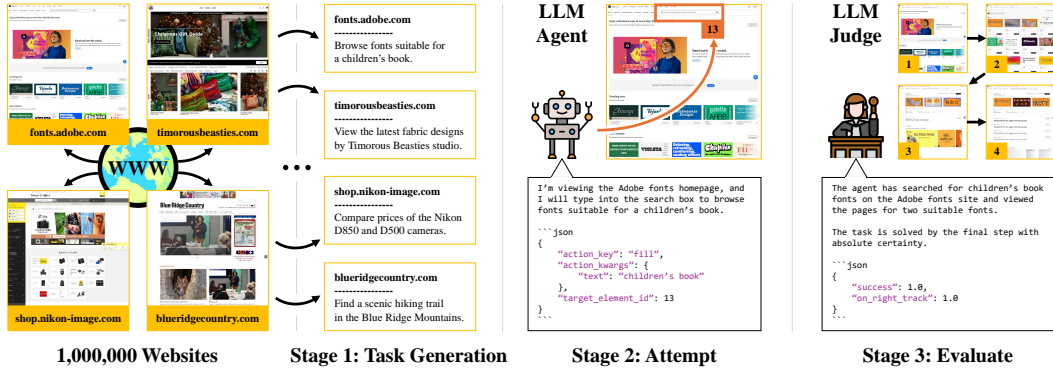 fonts.adobe.com
timorousbeasties.com
WWW
shop.nikon-image.com
blueridgecountry.com
Christmas Gift Guide
Blue Ridge Country
1,000,000 Websites
fonts.adobe.com
---------------
Browse fonts suitable for
a children's book.
timorousbeasties.com
---------------
View the latest fabric designs
by Timorous Beasties studio.
shop.nikon-image.com
---------------
Compare prices of the Nikon
D850 and D500 cameras.
blueridgecountry.com
---------------
Find a scenic hiking trail
in the Blue Ridge Mountains.
Stage 1: Task Generation
LLM
Agent
13
I'm viewing the Adobe fonts homepage, and
I will type into the search box to browse
fonts suitable for a children's book.
```json
{
"action_key": "fill",
"action_kwargs": {
"text": "children's book"
},
"target_element_id": 13
}
```
Stage 2: Attempt
LLM
Judge
1
2
3
4
The agent has searched for children's book
fonts on the Adobe fonts site and viewed
the pages for two suitable fonts.
The task is solved by the final step with
absolute certainty.
```json
{
"success": 1.0,
"on_right_track": 1.0
}
```
Stage 3: Evaluate